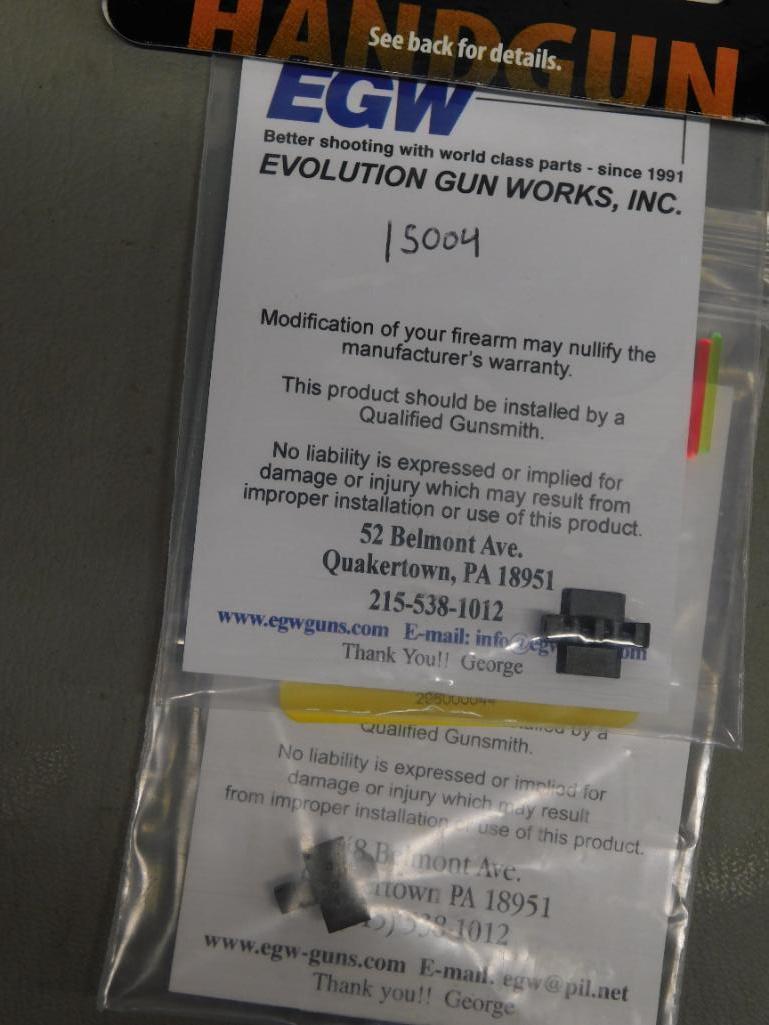 HANDGUN
See back for details.
EGW
Better shooting with world class parts - since 1991
EVOLUTION GUN WORKS, INC.
15004
Modification of your firearm may nullify the
manufacturer's warranty.
This product should be installed by a
Qualified Gunsmith.
No liability is expressed or implied for
damage or injury which may result from
improper installation or use of this product.
52 Belmont Ave.
Quakertown, PA 18951
215-538-1012
www.egwguns.com E-mail:
Thank You!! George
by a
Qualified Gunsmith.
No liability is expressed or implied for
damage or injury which may result
from improper installation or use of this product.
Belmont Ave.
PA 18951
538-1012
www.egw-guns.com E-mail: egw@pil.net
Thank you!! George